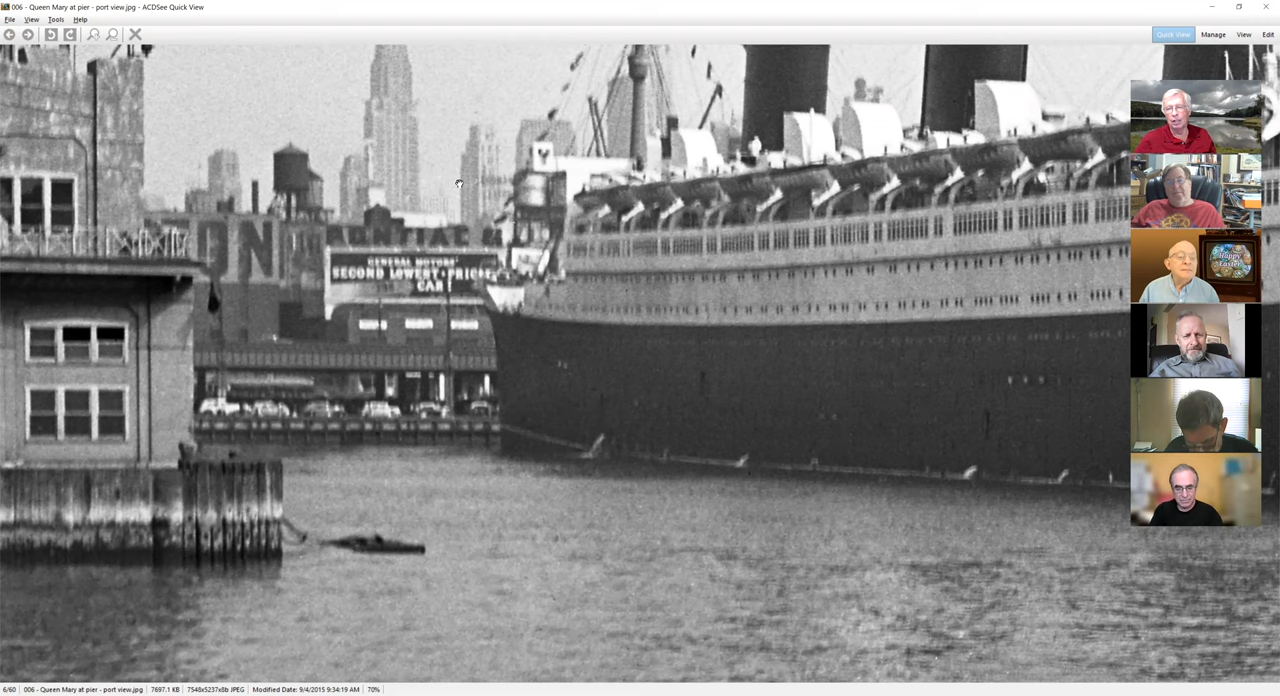 006 - Queen Mary at pier - port view.jpg - ACDSee Quick View
File View Tools Help
Quick View Manage View Edit
ON
GENERAL MOTORS'
SECOND LOWEST-PRICED
CAR!
Happy
Easter
6/60 006 - Queen Mary at pier - port view.jpg 7697.1 KB 7548x5237x8b JPEG Modified Date: 9/4/2015 9:34:19 AM 70%